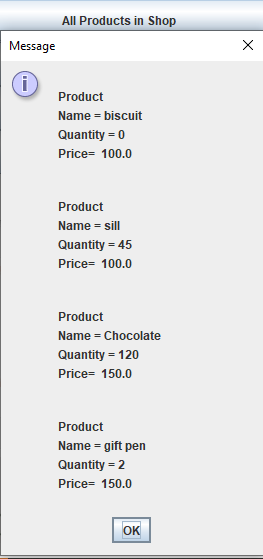 All Products in Shop
Message
Product
Name = biscuit
Quantity = 0
Price=  100.0
Product
Name = sill
Quantity = 45
Price=  100.0
Product
Name = Chocolate
Quantity = 120
Price=  150.0
Product
Name = gift pen
Quantity = 2
Price=  150.0
OK